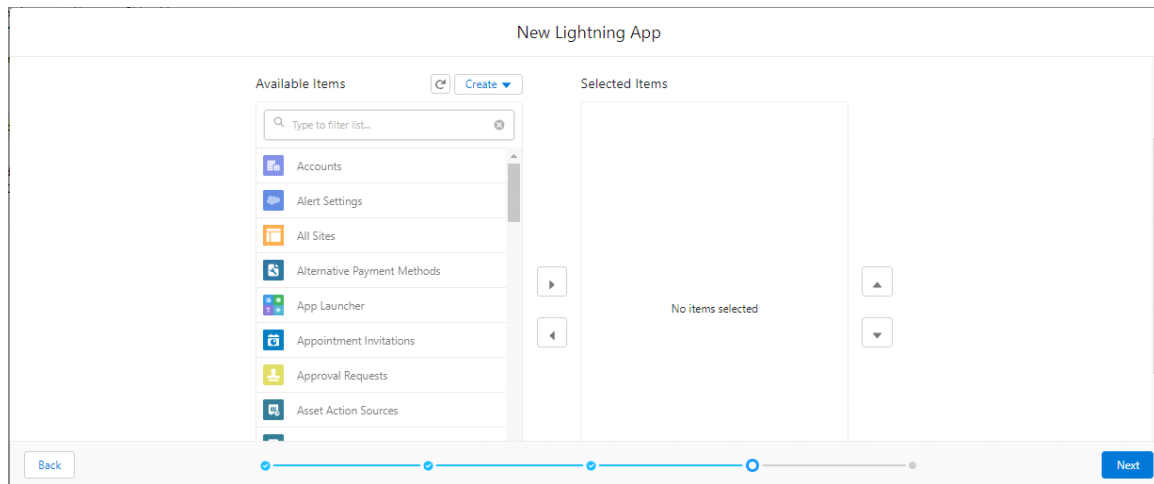 New Lightning App
Available Items
Create
Selected Items
Type to filter list...
Accounts
Alert Settings
All Sites
Alternative Payment Methods
App Launcher
Appointment Invitations
Approval Requests
Asset Action Sources
No items selected
Back
Next